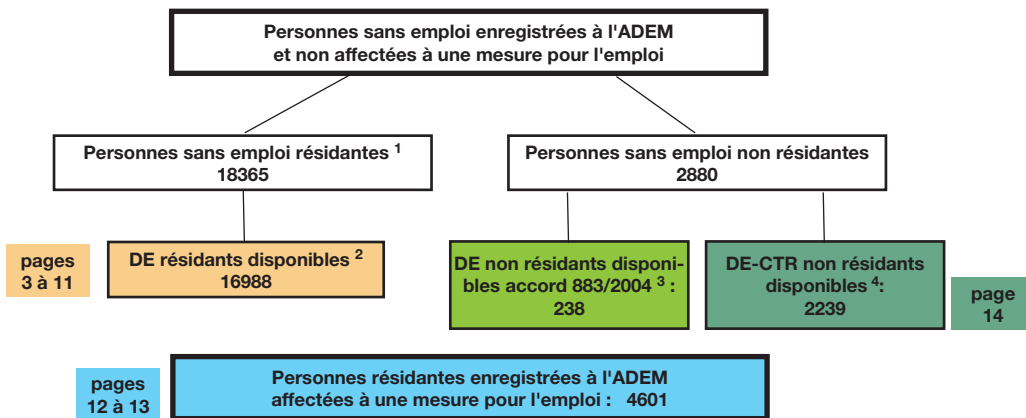 Personnes sans emploi enregistrées à l'ADEM
et non affectées à une mesure pour l'emploi
Personnes sans emploi résidantes ¹
18365
Personnes sans emploi non résidantes
2880
pages
3 à 11
DE résidants disponibles ²
16988
DE non résidants disponi-
bles accord 883/2004 ³ :
238
DE-CTR non résidants
disponibles ⁴:
2239
page
14
pages
12 à 13
Personnes résidantes enregistrées à l'ADEM
affectées à une mesure pour l'emploi : 4601